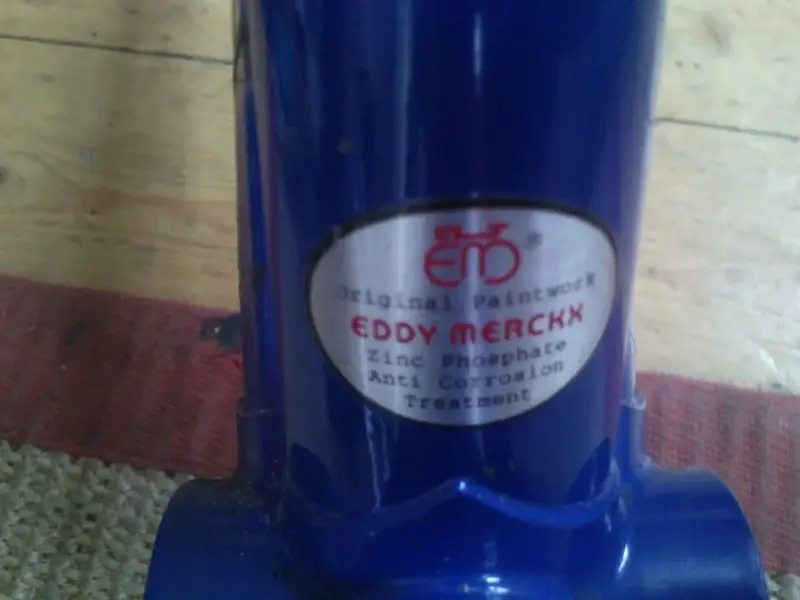 EM®
Original Paintwork
EDDY MERCKX
Zinc Phosphate
Anti Corrosion
Treatment